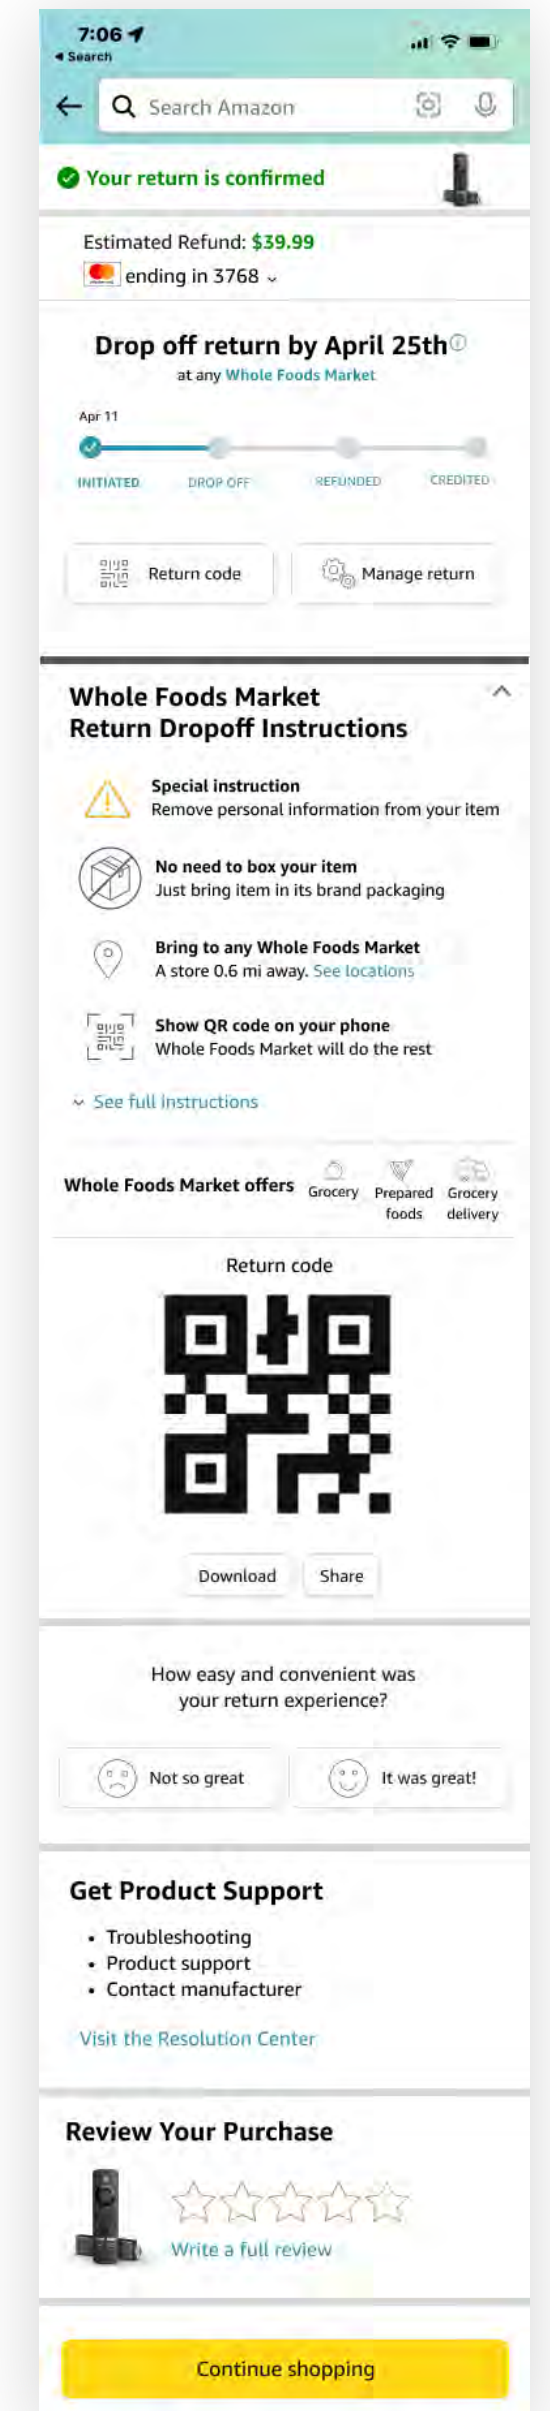 7:06
◀ Search
Search Amazon
Your return is confirmed
Estimated Refund: $39.99
ending in 3768
Drop off return by April 25th
at any Whole Foods Market
Apr 11
INITIATED DROP OFF REFUNDED CREDITED
Return code Manage return
Whole Foods Market
Return Dropoff Instructions
Special instruction
Remove personal information from your item
No need to box your item
Just bring item in its brand packaging
Bring to any Whole Foods Market
A store 0.6 mi away. See locations
Show QR code on your phone
Whole Foods Market will do the rest
See full instructions
Whole Foods Market offers Grocery Prepared foods Grocery delivery
Return code
Download Share
How easy and convenient was
your return experience?
Not so great It was great!
Get Product Support
• Troubleshooting
• Product support
• Contact manufacturer
Visit the Resolution Center
Review Your Purchase
Write a full review
Continue shopping